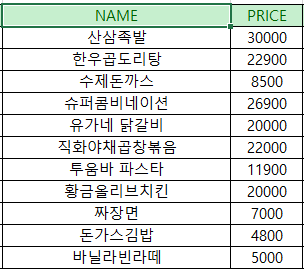 NAME PRICE
산삼족발 30000
한우곱도리탕 22900
수제돈까스 8500
슈퍼콤비네이션 26900
유가네 닭갈비 20000
직화야채곱창볶음 22000
투움바 파스타 11900
황금올리브치킨 20000
짜장면 7000
돈가스김밥 4800
바닐라빈라떼 5000